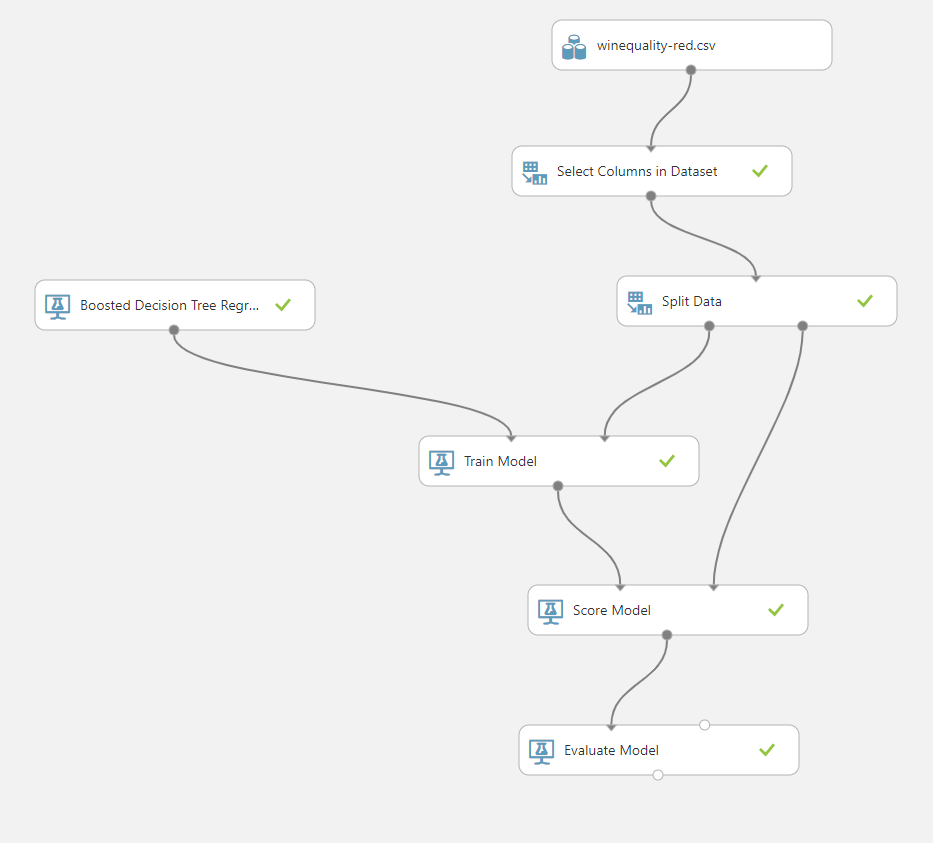 winequality-red.csv
Select Columns in Dataset
Boosted Decision Tree Regr...
Split Data
Train Model
Score Model
Evaluate Model